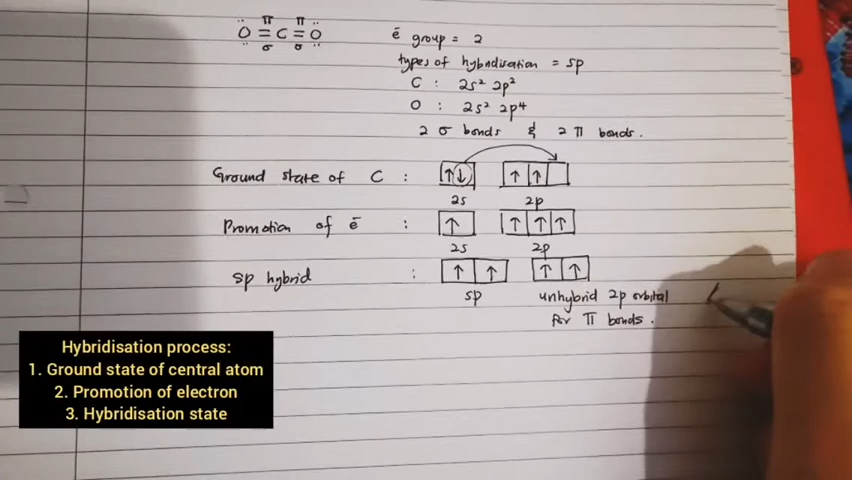 π π
O = C = O
σ σ
ē group = 2
types of hybridisation = sp
C : 2s² 2p²
O : 2s² 2p⁴
2 σ bonds & 2 π bonds.
Ground state of C : ↑↓ ↑ ↑
2s 2p
Promotion of ē : ↑ ↑ ↑ ↑
2s 2p
sp hybrid : ↑ ↑ ↑ ↑
sp unhybrid 2p orbital
for π bonds.
Hybridisation process:
1. Ground state of central atom
2. Promotion of electron
3. Hybridisation state